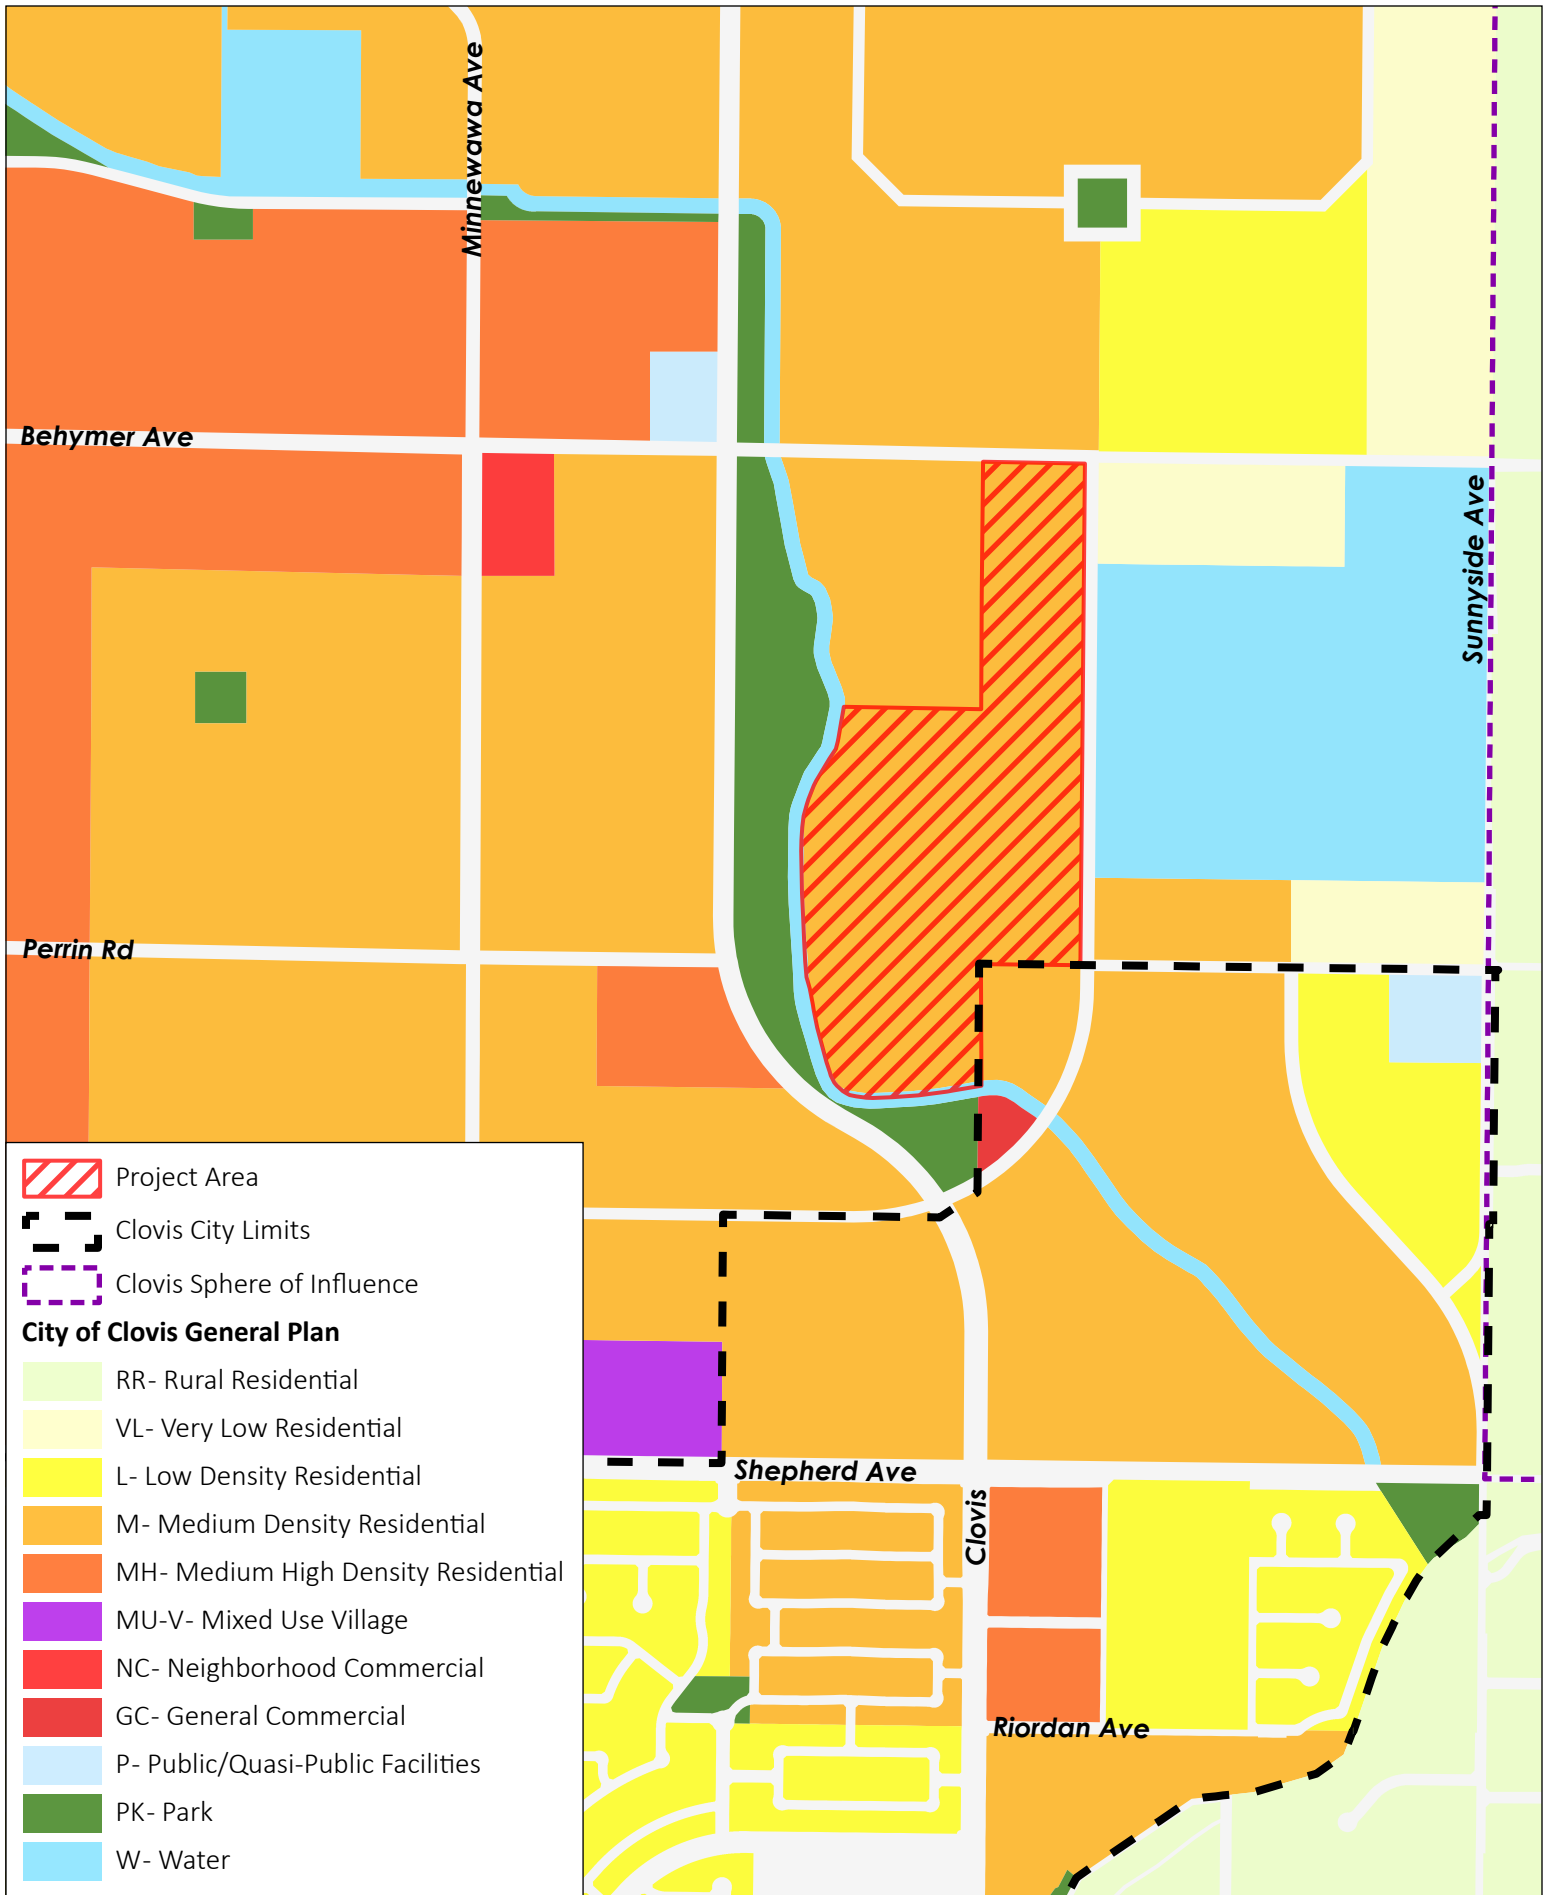 Minnewawa Ave
Behymer Ave
Sunnyside Ave
Perrin Rd
Shepherd Ave
Clovis
Riordan Ave
Project Area
Clovis City Limits
Clovis Sphere of Influence
City of Clovis General Plan
RR- Rural Residential
VL- Very Low Residential
L- Low Density Residential
M- Medium Density Residential
MH- Medium High Density Residential
MU-V- Mixed Use Village
NC- Neighborhood Commercial
GC- General Commercial
P- Public/Quasi-Public Facilities
PK- Park
W- Water